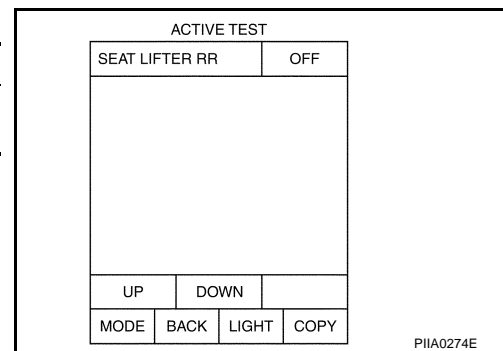 ACTIVE TEST
SEAT LIFTER RR OFF
UP DOWN
MODE BACK LIGHT COPY
PIIA0274E